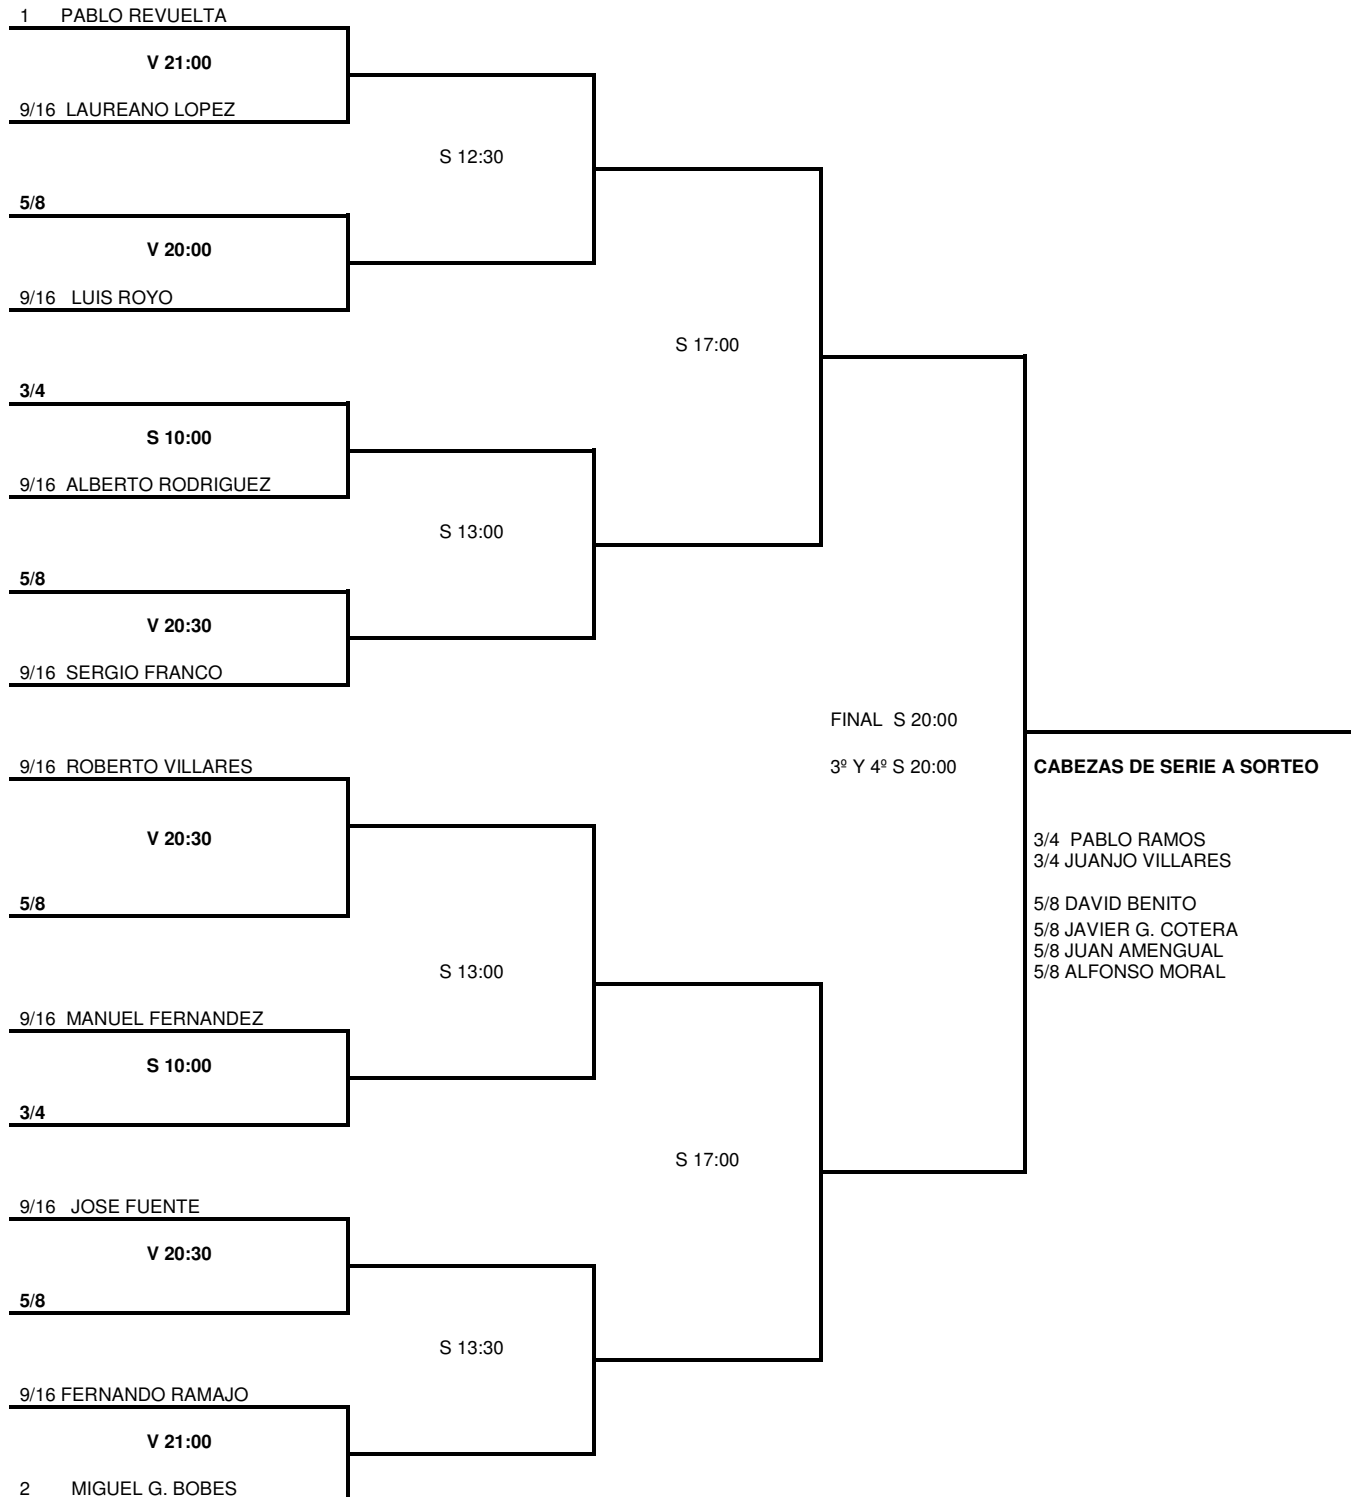 1 PABLO REVUELTA
V 21:00
9/16 LAUREANO LOPEZ
S 12:30
5/8
V 20:00
9/16 LUIS ROYO
S 17:00
3/4
S 10:00
9/16 ALBERTO RODRIGUEZ
S 13:00
5/8
V 20:30
9/16 SERGIO FRANCO
FINAL S 20:00
9/16 ROBERTO VILLARES
3º Y 4º S 20:00
CABEZAS DE SERIE A SORTEO
V 20:30
3/4 PABLO RAMOS
3/4 JUANJO VILLARES
5/8
5/8 DAVID BENITO
5/8 JAVIER G. COTERA
5/8 JUAN AMENGUAL
5/8 ALFONSO MORAL
S 13:00
9/16 MANUEL FERNANDEZ
S 10:00
3/4
S 17:00
9/16 JOSE FUENTE
V 20:30
5/8
S 13:30
9/16 FERNANDO RAMAJO
V 21:00
2 MIGUEL G. BOBES